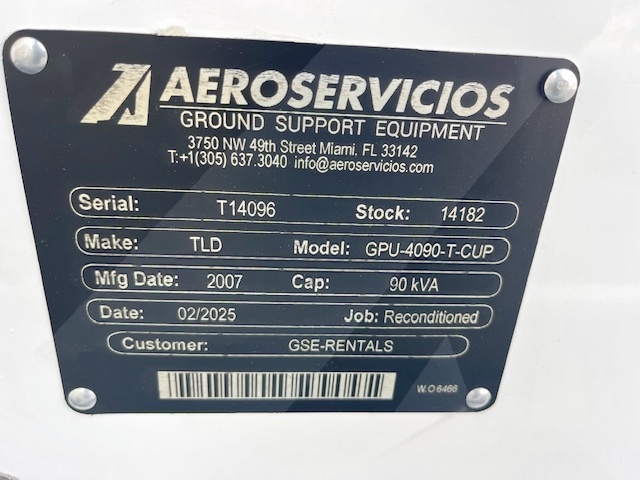 AEROSERVICIOS
GROUND SUPPORT EQUIPMENT
3750 NW 49th Street Miami, FL 33142
T:+1(305) 637.3040 info@aeroservicios.com
Serial: T14096 Stock: 14182
Make: TLD Model: GPU-4090-T-CUP
Mfg Date: 2007 Cap: 90 kVA
Date: 02/2025 Job: Reconditioned
Customer: GSE-RENTALS
W.O 6466